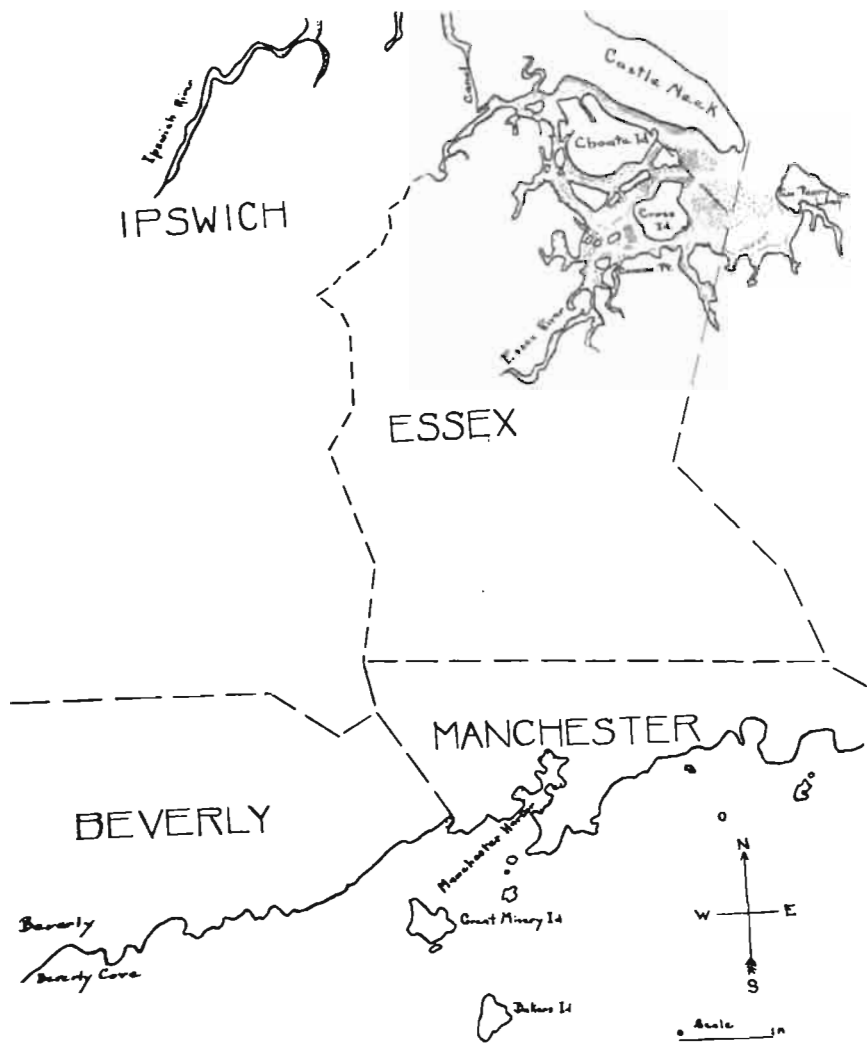 Castle Neck
Canal
Ipswich River
Choate Id
IPSWICH
Cross
Id
Pt.
Essex River
ESSEX
MANCHESTER
BEVERLY
Manchester
N
W E
S
Great Misery Id
Beverly
Beverly Cove
Bakers Id
Scale